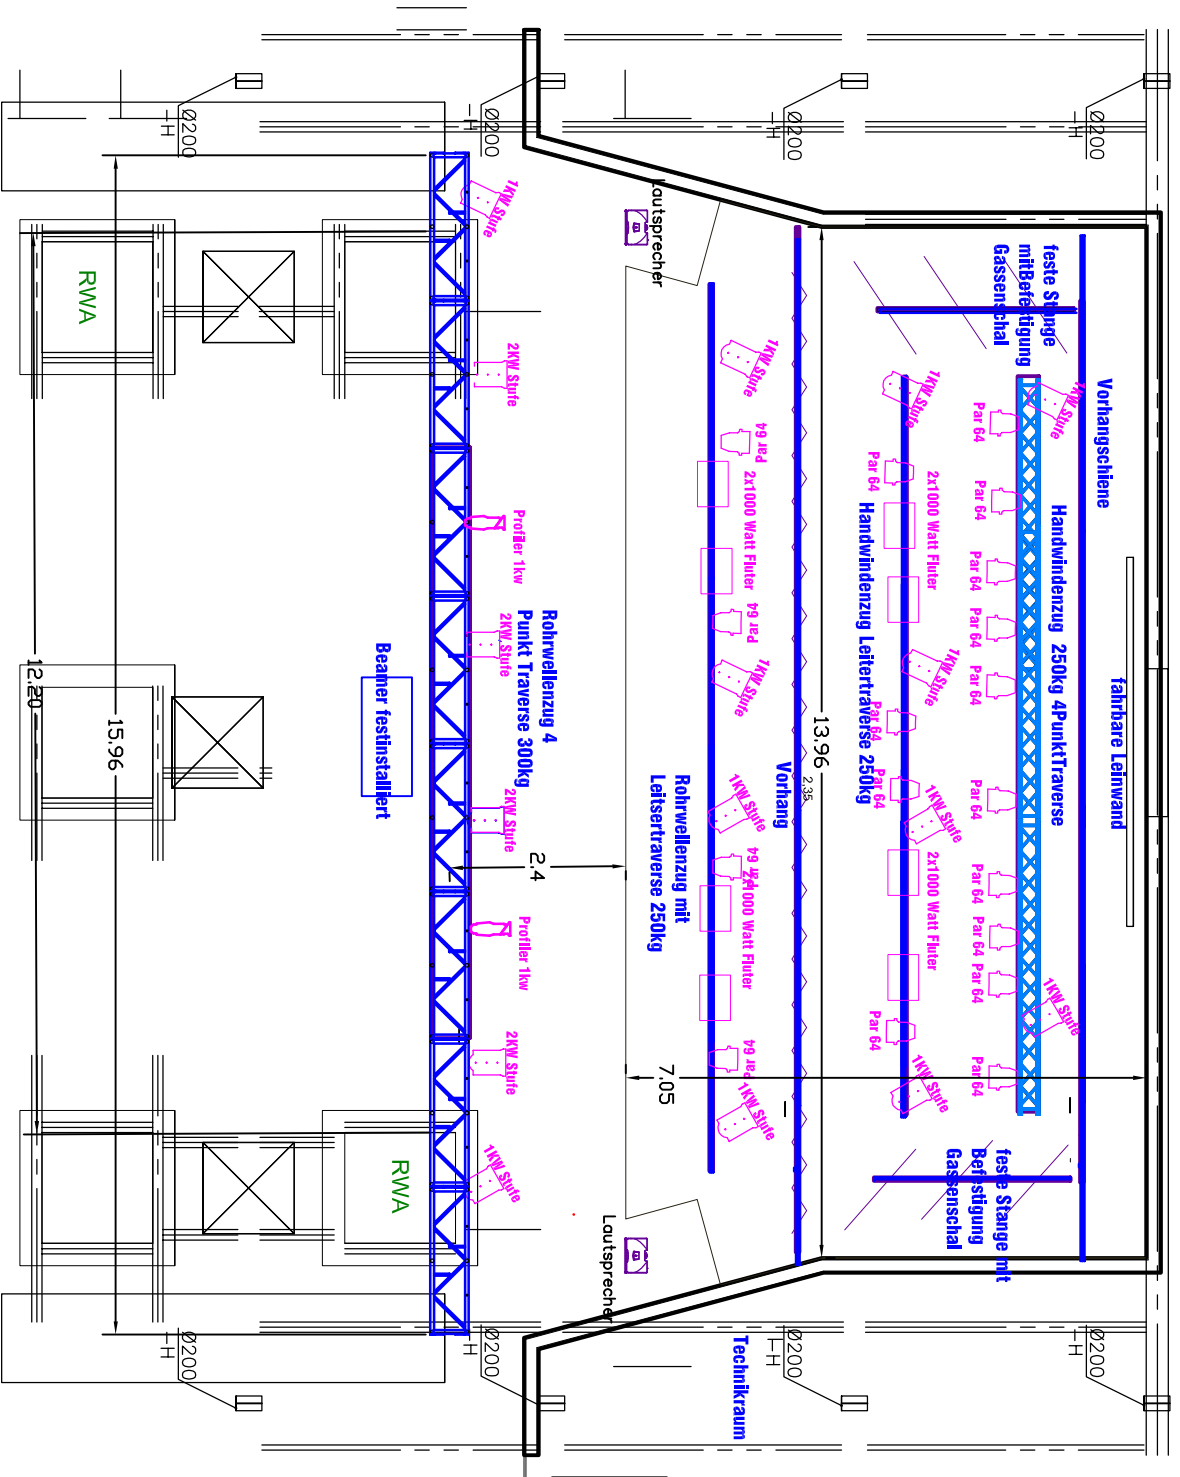 Ø200
H
Ø200
H
Ø200
H
Ø200
H
fahrbare Leinwand
Vorhangschiene
feste Stange
mitBefestigung
Gassenschal
Handwindenzug 250kg 4PunktTraverse
1KW Stufe
1KW Stufe
Par 64
Par 64
Par 64
Par 64
Par 64
Par 64
Par 64
Par 64
Par 64
Par 64
feste Stange mit
Befestigung
Gassenschal
Handwindenzug Leitertraverse 250kg
1KW Stufe
1KW Stufe
1KW Stufe
1KW Stufe
2x1000 Watt Fluter
2x1000 Watt Fluter
Par 64
Par 64
Par 64
Par 64
13,96
2,35
Vorhang
1KW Stufe
1KW Stufe
1KW Stufe
1KW Stufe
2x1000 Watt Fluter
2x1000 Watt Fluter
Par 64
Par 64
Par 64
Par 64
Rohrwellenzug mit
Leitsertraverse 250kg
7,05
Lautsprecher
Lautsprecher
Technikraum
2,4
Rohrwellenzug 4
Punkt Traverse 300kg
1KW Stufe
2KW Stufe
Profiler 1kw
2KW Stufe
2KW Stufe
Profiler 1kw
2KW Stufe
1KW Stufe
Beamer festinstalliert
RWA
RWA
15,96
12,20
Ø200
H
Ø200
H
Ø200
H
Ø200
H